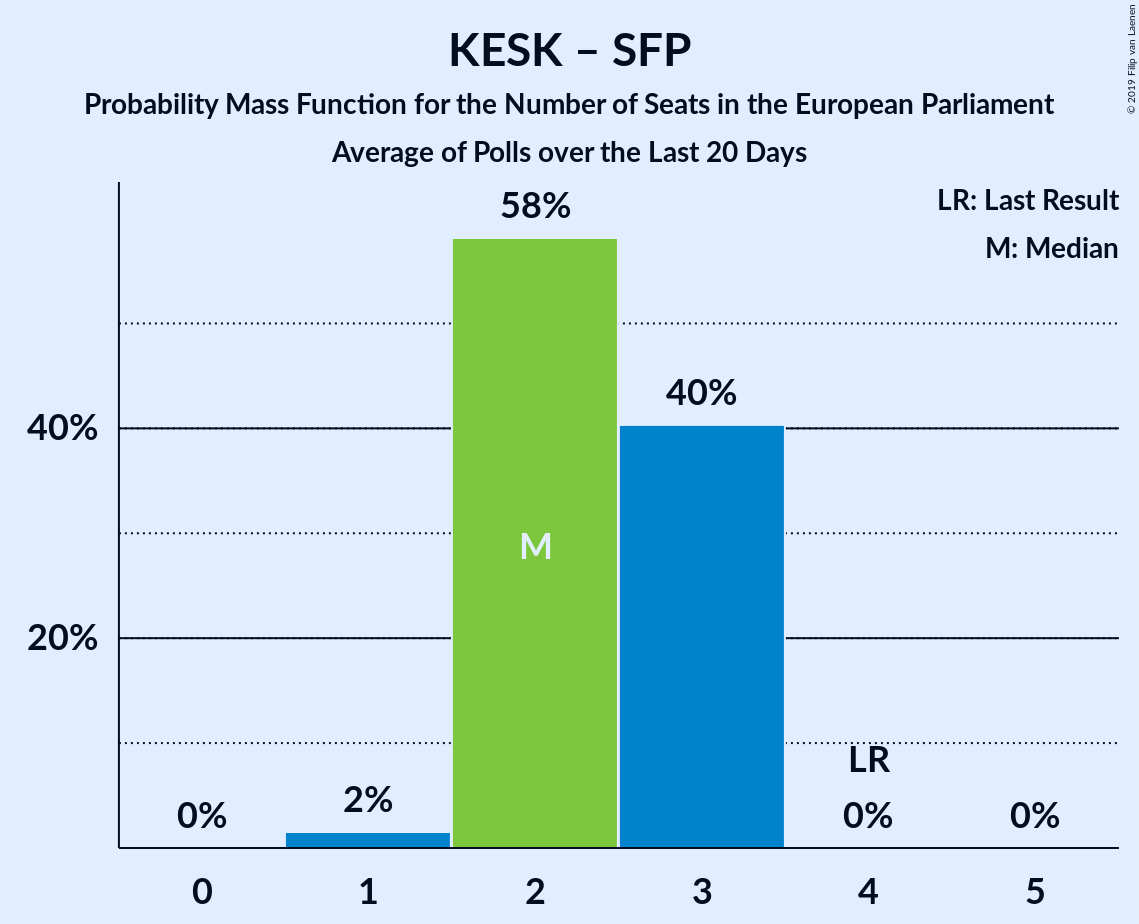 KESK – SFP
Probability Mass Function for the Number of Seats in the European Parliament
Average of Polls over the Last 20 Days
© 2019 Filip van Laenen
LR: Last Result
M: Median
58%
40%
40%
M
20%
LR
0%
2%
0%
0%
0
1
2
3
4
5